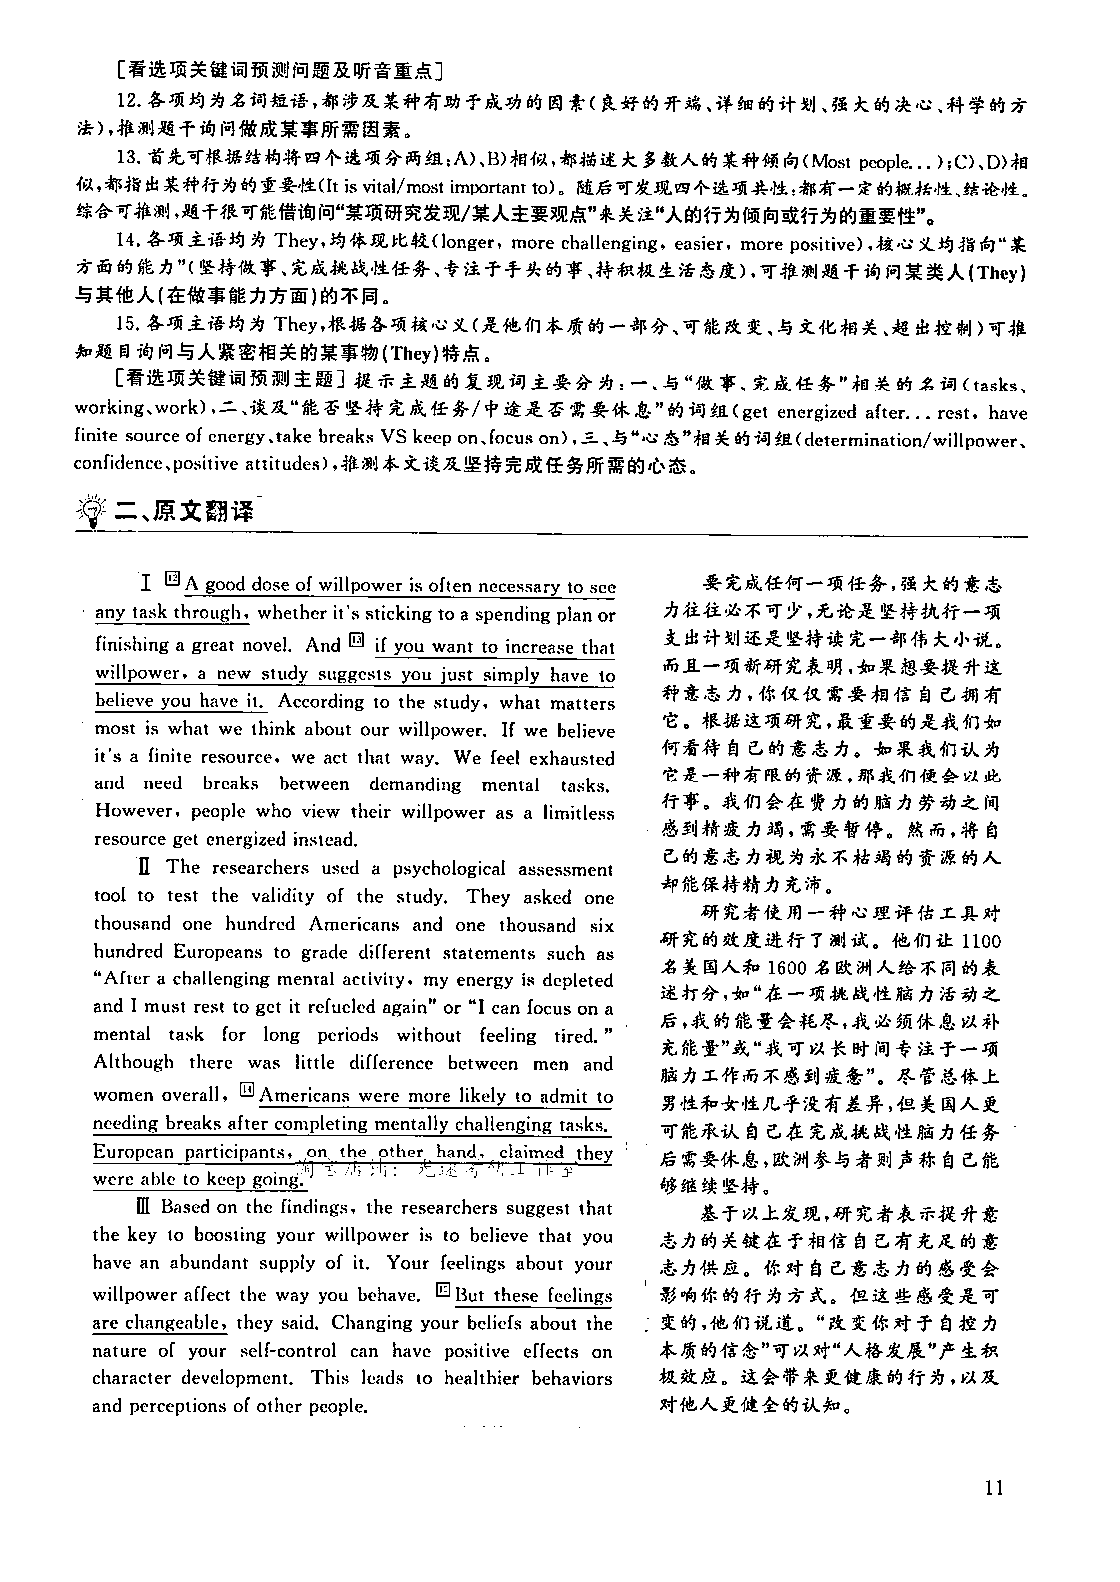 [看选项关键词预测问题及听音重点]
12. 各项均为名词短语,都涉及某种有助于成功的因素(良好的开端、详细的计划、强大的决心、科学的方
法),推测题干询问做成某事所需因素。
13. 首先可根据结构将四个选项分两组:A)、B)相似,都描述大多数人的某种倾向(Most people...);C)、D)相
似,都指出某种行为的重要性(It is vital/most important to)。随后可发现四个选项共性:都有一定的概括性、结论性。
综合可推测,题干很可能借询问“某项研究发现/某人主要观点”来关注“人的行为倾向或行为的重要性”。
14. 各项主语均为 They,均体现比较(longer, more challenging, easier, more positive),核心义均指向“某
方面的能力”(坚持做事、完成挑战性任务、专注于手头的事、持积极生活态度),可推测题干询问某类人(They)
与其他人(在做事能力方面)的不同。
15. 各项主语均为 They,根据各项核心义(是他们本质的一部分、可能改变、与文化相关、超出控制)可推
知题目询问与人紧密相关的某事物(They)特点。
[看选项关键词预测主题] 提示主题的复现词主要分为:一、与“做事、完成任务”相关的名词(tasks、
working、work),二、谈及“能否坚持完成任务/中途是否需要休息”的词组(get energized after... rest, have
finite source of energy、take breaks VS keep on、focus on),三、与“心态”相关的词组(determination/willpower、
confidence、positive attitudes),推测本文谈及坚持完成任务所需的心态。
二、原文翻译
Ⅰ [12] A good dose of willpower is often necessary to see
any task through, whether it's sticking to a spending plan or
finishing a great novel. And [13] if you want to increase that
willpower, a new study suggests you just simply have to
believe you have it. According to the study, what matters
most is what we think about our willpower. If we believe
it's a finite resource, we act that way. We feel exhausted
and need breaks between demanding mental tasks.
However, people who view their willpower as a limitless
resource get energized instead.
Ⅱ The researchers used a psychological assessment
tool to test the validity of the study. They asked one
thousand one hundred Americans and one thousand six
hundred Europeans to grade different statements such as
“After a challenging mental activity, my energy is depleted
and I must rest to get it refueled again” or “I can focus on a
mental task for long periods without feeling tired.”
Although there was little difference between men and
women overall, [14] Americans were more likely to admit to
needing breaks after completing mentally challenging tasks.
European participants, on the other hand, claimed they
were able to keep going.
Ⅲ Based on the findings, the researchers suggest that
the key to boosting your willpower is to believe that you
have an abundant supply of it. Your feelings about your
willpower affect the way you behave. [15] But these feelings
are changeable, they said. Changing your beliefs about the
nature of your self-control can have positive effects on
character development. This leads to healthier behaviors
and perceptions of other people.
要完成任何一项任务,强大的意志
力往往必不可少,无论是坚持执行一项
支出计划还是坚持读完一部伟大小说。
而且一项新研究表明,如果想要提升这
种意志力,你仅仅需要相信自己拥有
它。根据这项研究,最重要的是我们如
何看待自己的意志力。如果我们认为
它是一种有限的资源,那我们便会以此
行事。我们会在费力的脑力劳动之间
感到精疲力竭,需要暂停。然而,将自
己的意志力视为永不枯竭的资源的人
却能保持精力充沛。
研究者使用一种心理评估工具对
研究的效度进行了测试。他们让 1100
名美国人和 1600 名欧洲人给不同的表
述打分,如“在一项挑战性脑力活动之
后,我的能量会耗尽,我必须休息以补
充能量”或“我可以长时间专注于一项
脑力工作而不感到疲惫”。尽管总体上
男性和女性几乎没有差异,但美国人更
可能承认自己在完成挑战性脑力任务
后需要休息,欧洲参与者则声称自己能
够继续坚持。
基于以上发现,研究者表示提升意
志力的关键在于相信自己有充足的意
志力供应。你对自己意志力的感受会
影响你的行为方式。但这些感受是可
变的,他们说道。“改变你对于自控力
本质的信念”可以对“人格发展”产生积
极效应。这会带来更健康的行为,以及
对他人更健全的认知。
11